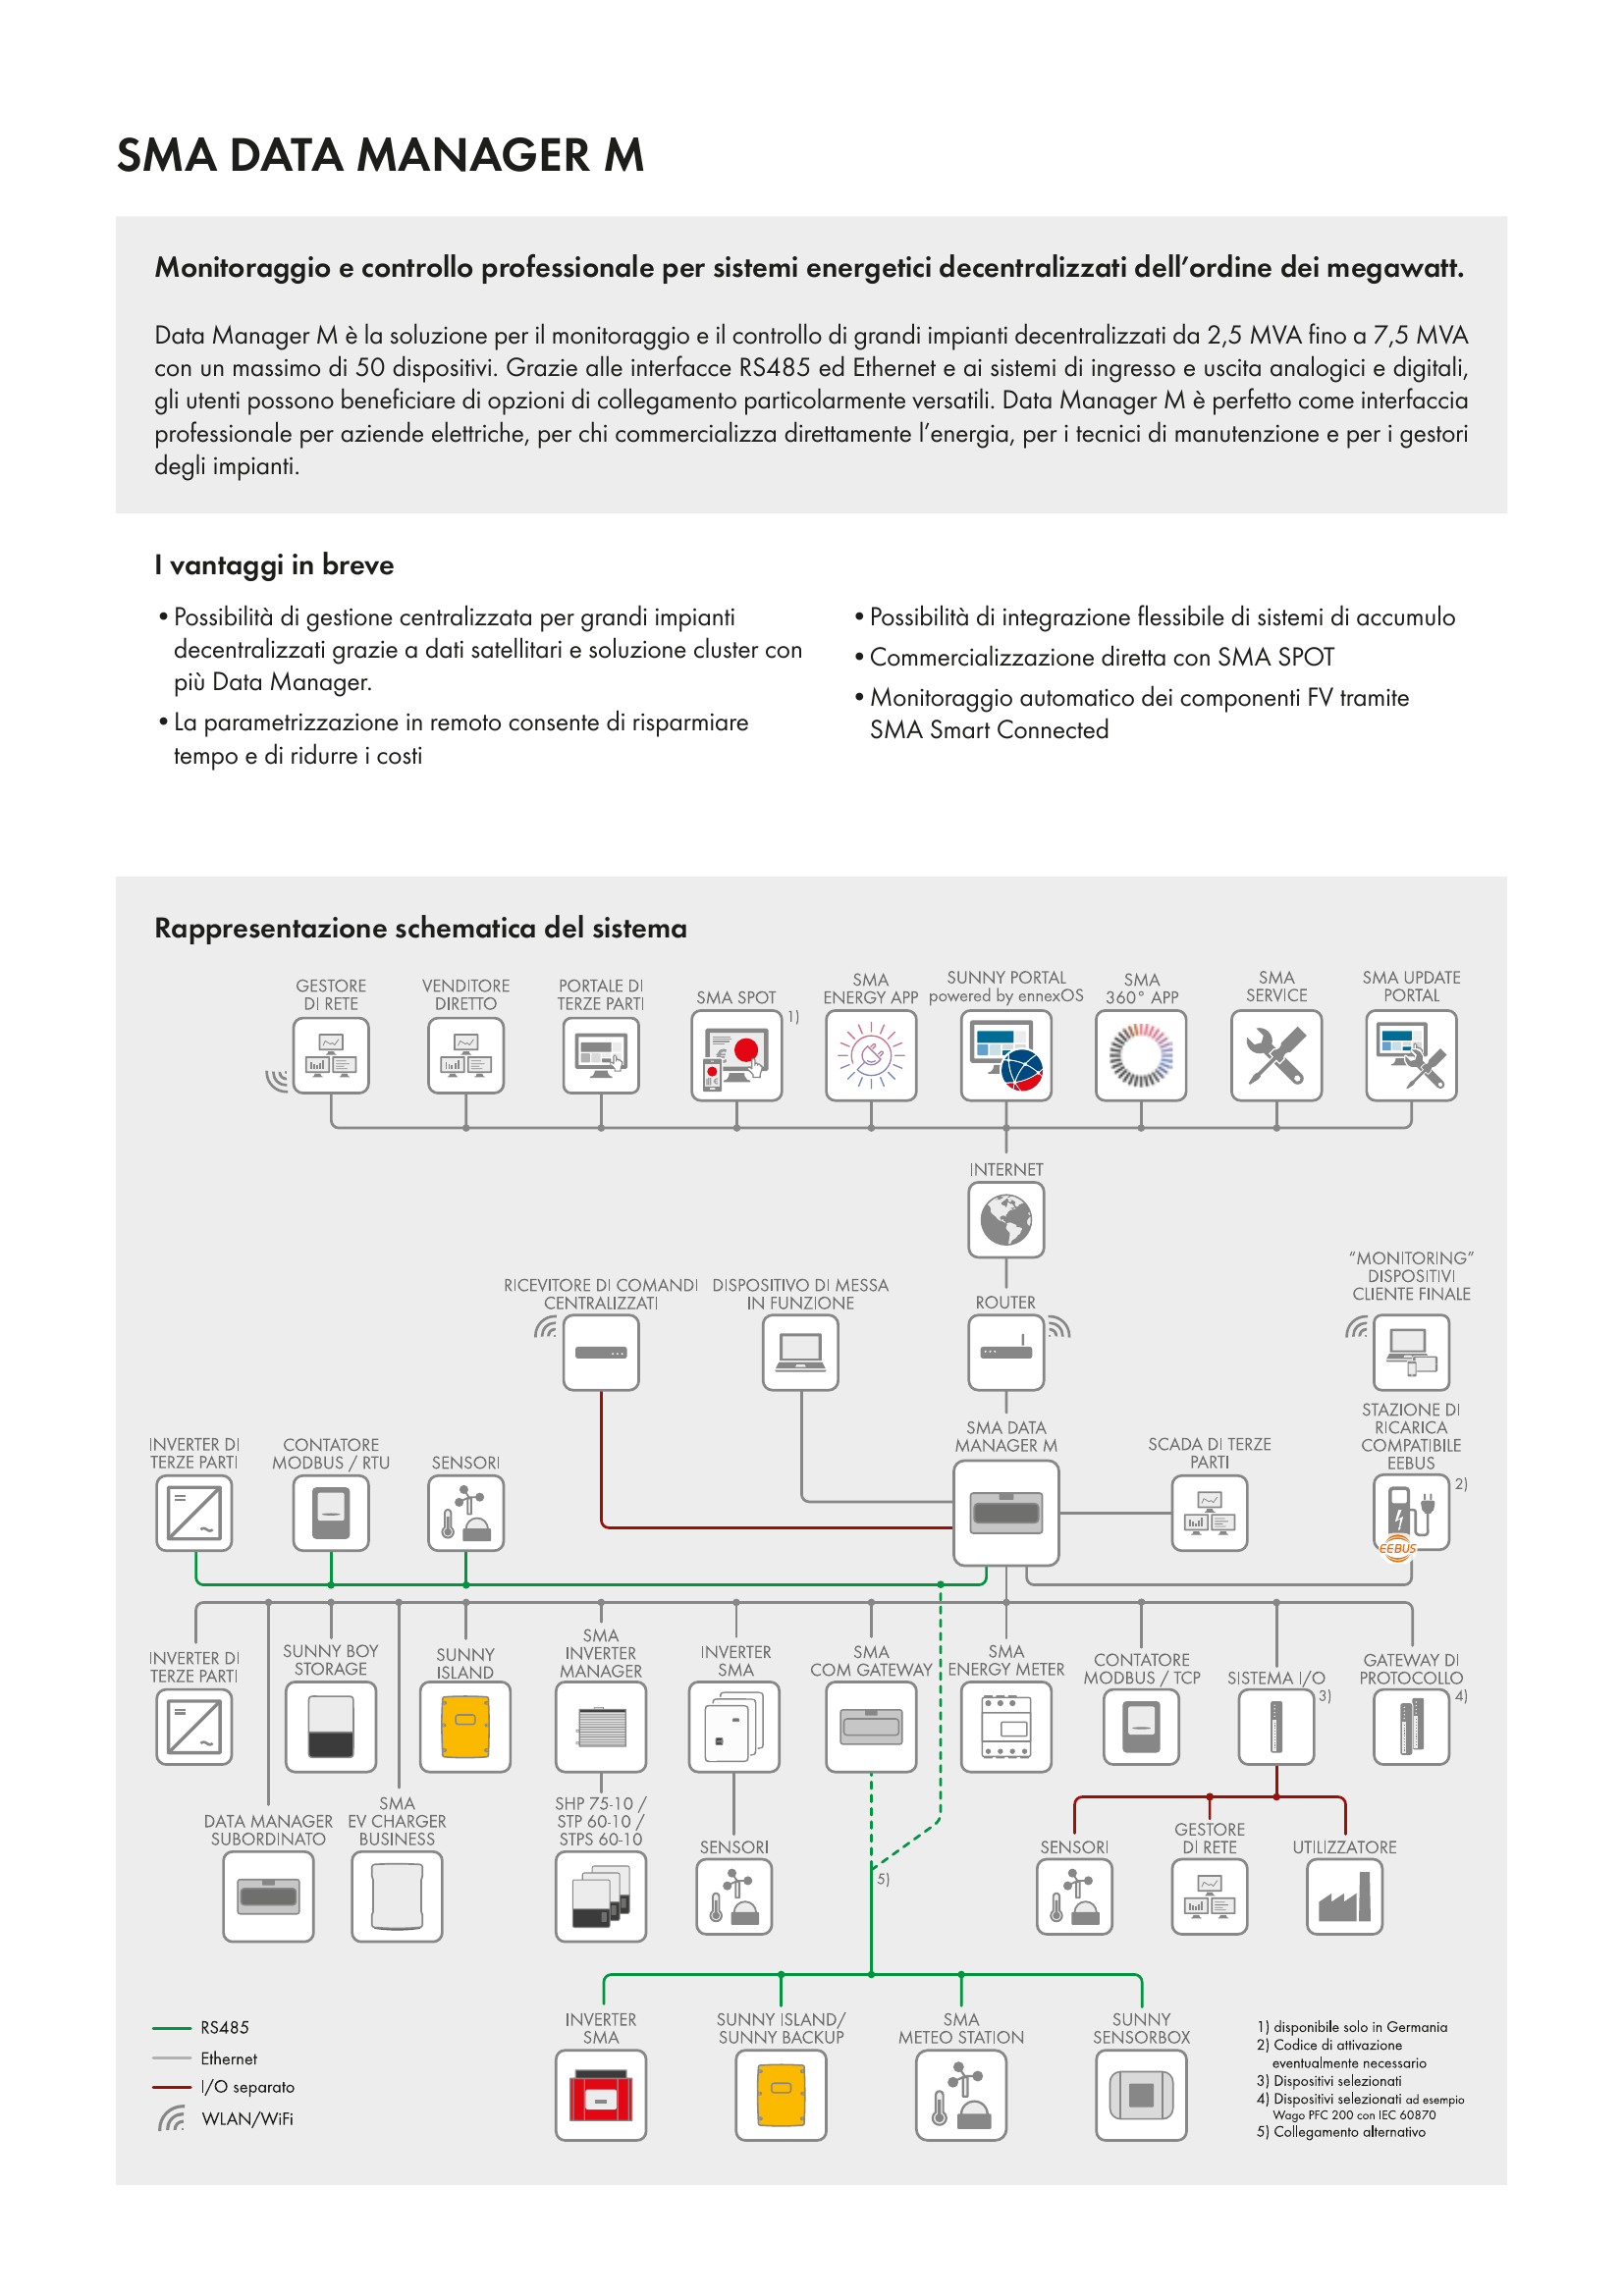 SMA DATA MANAGER M
Monitoraggio e controllo professionale per sistemi energetici decentralizzati dell’ordine dei megawatt.
Data Manager M è la soluzione per il monitoraggio e il controllo di grandi impianti decentralizzati da 2,5 MVA fino a 7,5 MVA
con un massimo di 50 dispositivi. Grazie alle interfacce RS485 ed Ethernet e ai sistemi di ingresso e uscita analogici e digitali,
gli utenti possono beneficiare di opzioni di collegamento particolarmente versatili. Data Manager M è perfetto come interfaccia
professionale per aziende elettriche, per chi commercializza direttamente l’energia, per i tecnici di manutenzione e per i gestori
degli impianti.
I vantaggi in breve
• Possibilità di gestione centralizzata per grandi impianti
decentralizzati grazie a dati satellitari e soluzione cluster con
più Data Manager.
• La parametrizzazione in remoto consente di risparmiare
tempo e di ridurre i costi
• Possibilità di integrazione flessibile di sistemi di accumulo
• Commercializzazione diretta con SMA SPOT
• Monitoraggio automatico dei componenti FV tramite
SMA Smart Connected
Rappresentazione schematica del sistema
GESTORE
DI RETE
VENDITORE
DIRETTO
PORTALE DI
TERZE PARTI
SMA SPOT
1)
SMA
ENERGY APP
SUNNY PORTAL
powered by ennexOS
SMA
360° APP
SMA
SERVICE
SMA UPDATE
PORTAL
INTERNET
RICEVITORE DI COMANDI
CENTRALIZZATI
DISPOSITIVO DI MESSA
IN FUNZIONE
ROUTER
“MONITORING”
DISPOSITIVI
CLIENTE FINALE
INVERTER DI
TERZE PARTI
CONTATORE
MODBUS / RTU
SENSORI
SMA DATA
MANAGER M
SCADA DI TERZE
PARTI
STAZIONE DI
RICARICA
COMPATIBILE
EEBUS
2)
EEBUS
INVERTER DI
TERZE PARTI
SUNNY BOY
STORAGE
SUNNY
ISLAND
SMA
INVERTER
MANAGER
INVERTER
SMA
SMA
COM GATEWAY
SMA
ENERGY METER
CONTATORE
MODBUS / TCP
SISTEMA I/O
3)
GATEWAY DI
PROTOCOLLO
4)
DATA MANAGER
SUBORDINATO
SMA
EV CHARGER
BUSINESS
SHP 75-10 /
STP 60-10 /
STPS 60-10
SENSORI
5)
SENSORI
GESTORE
DI RETE
UTILIZZATORE
RS485
Ethernet
I/O separato
WLAN/WiFi
INVERTER
SMA
SUNNY ISLAND/
SUNNY BACKUP
SMA
METEO STATION
SUNNY
SENSORBOX
1) disponibile solo in Germania
2) Codice di attivazione
eventualmente necessario
3) Dispositivi selezionati
4) Dispositivi selezionati ad esempio
Wago PFC 200 con IEC 60870
5) Collegamento alternativo